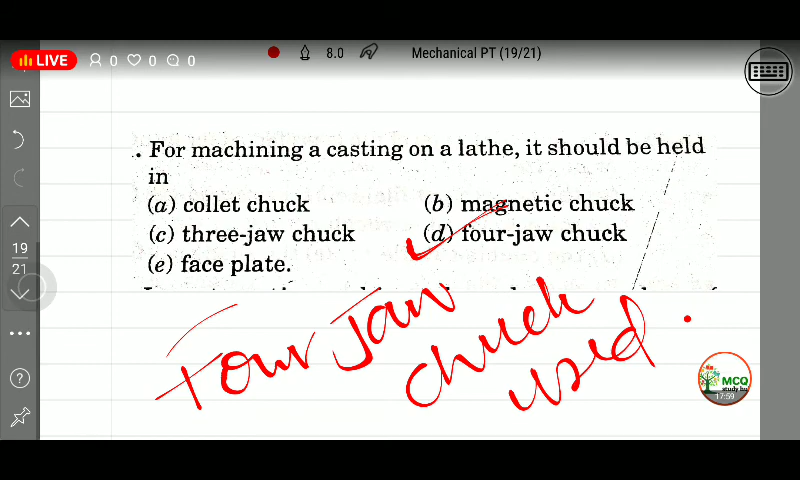 LIVE 0 0 0 8.0 Mechanical PT (19/21)
. For machining a casting on a lathe, it should be held
in
(a) collet chuck (b) magnetic chuck
(c) three-jaw chuck (d) four-jaw chuck
(e) face plate.
19
21
Four Jaw
chuck
used.
MCQ
study by
17:59